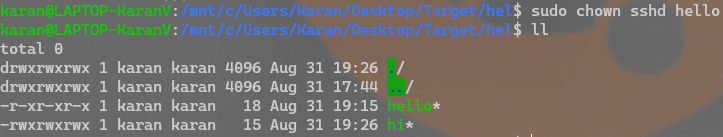 karan@LAPTOP-KaranV:/mnt/c/Users/Karan/Desktop/Target/hel$ sudo chown sshd hello
karan@LAPTOP-KaranV:/mnt/c/Users/Karan/Desktop/Target/hel$ ll
total 0
drwxrwxrwx 1 karan karan 4096 Aug 31 19:26 ./
drwxrwxrwx 1 karan karan 4096 Aug 31 17:44 ../
-r-xr-xr-x 1 karan karan   18 Aug 31 19:15 hello*
-rwxrwxrwx 1 karan karan   15 Aug 31 19:26 hi*